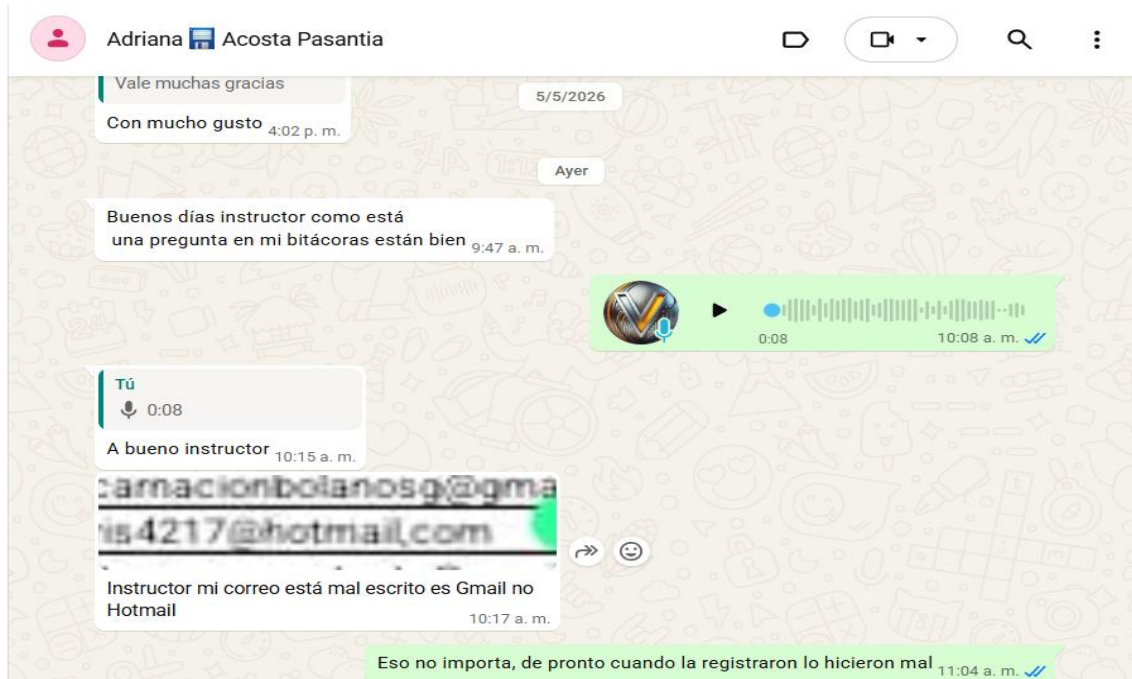 Adriana Acosta Pasantia
Vale muchas gracias
5/5/2026
Con mucho gusto 4:02 p. m.
Ayer
Buenos días instructor como está
una pregunta en mi bitácoras están bien 9:47 a. m.
0:08 10:08 a. m.
Tú
0:08
A bueno instructor 10:15 a. m.
carnacionbolanosg@gma
is4217@hotmail.com
Instructor mi correo está mal escrito es Gmail no
Hotmail
10:17 a. m.
Eso no importa, de pronto cuando la registraron lo hicieron mal 11:04 a. m.